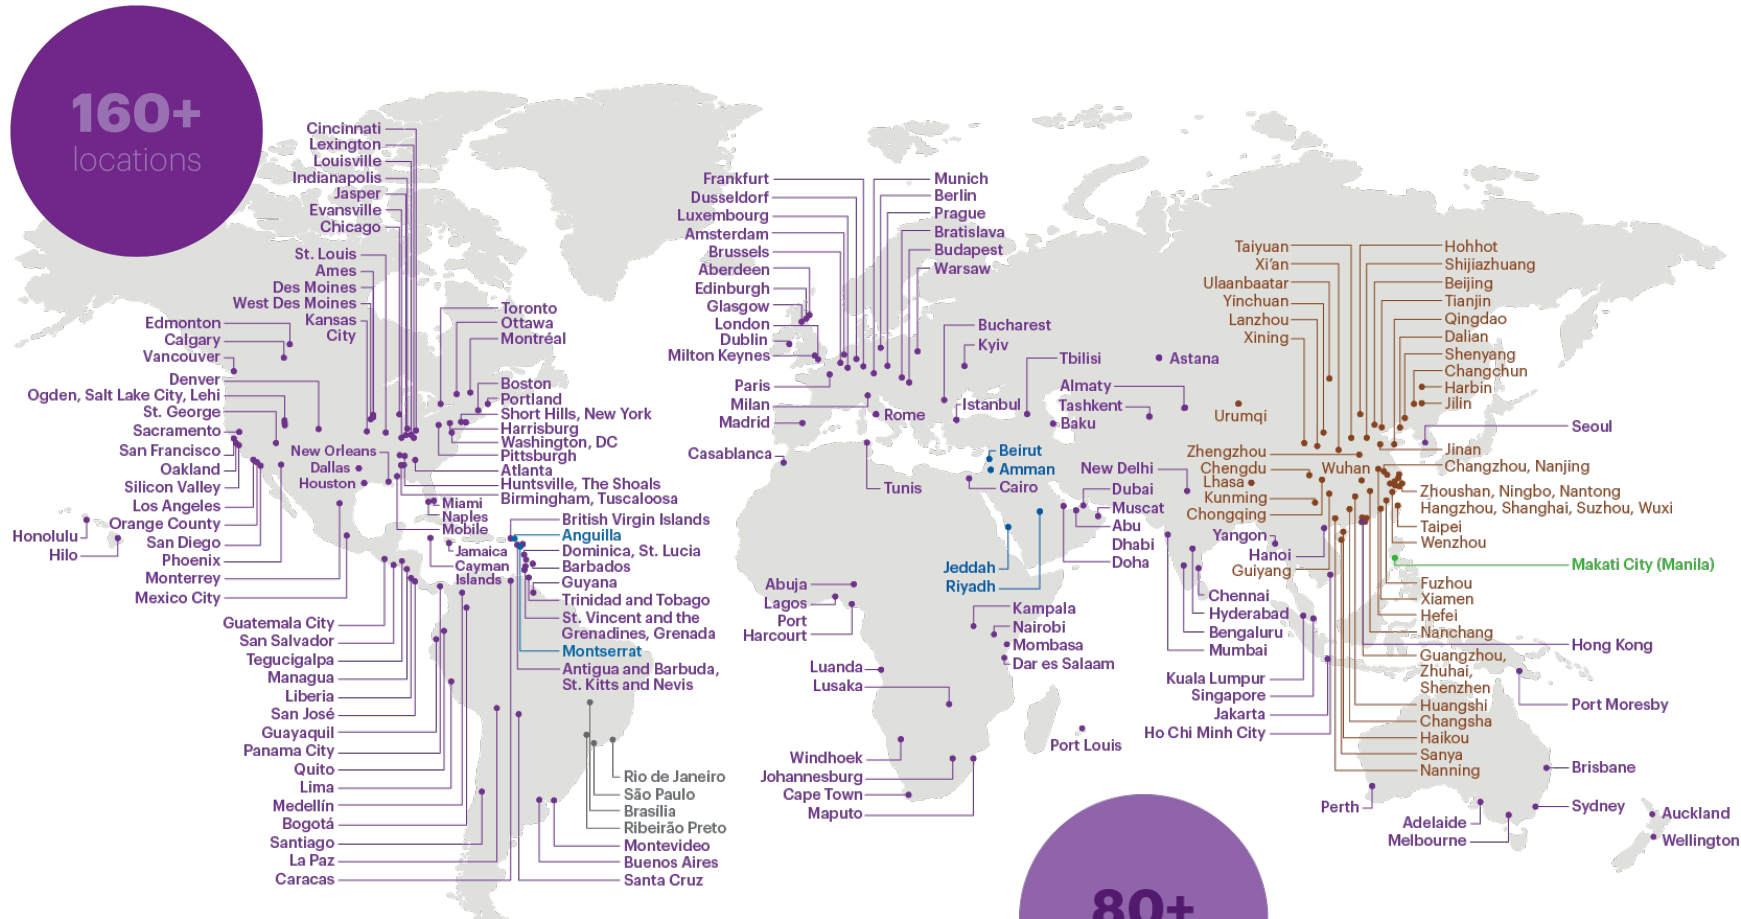 160+
locations
Cincinnati
Lexington
Louisville
Indianapolis
Jasper
Evansville
Chicago
St. Louis
Ames
Des Moines
West Des Moines
Kansas
City
Edmonton
Calgary
Vancouver
Denver
Ogden, Salt Lake City, Lehi
St. George
Sacramento
San Francisco
Oakland
Silicon Valley
Los Angeles
Orange County
San Diego
Phoenix
Monterrey
Mexico City
Honolulu
Hilo
New Orleans
Dallas
Houston
Toronto
Ottawa
Montréal
Boston
Portland
Short Hills, New York
Harrisburg
Washington, DC
Pittsburgh
Atlanta
Huntsville, The Shoals
Birmingham, Tuscaloosa
Miami
Naples
Mobile
Jamaica
Cayman
Islands
British Virgin Islands
Anguilla
Dominica, St. Lucia
Barbados
Guyana
Trinidad and Tobago
St. Vincent and the
Grenadines, Grenada
Montserrat
Antigua and Barbuda,
St. Kitts and Nevis
Guatemala City
San Salvador
Tegucigalpa
Managua
Liberia
San José
Guayaquil
Panama City
Quito
Lima
Medellín
Bogotá
Santiago
La Paz
Caracas
Rio de Janeiro
São Paulo
Brasília
Ribeirão Preto
Montevideo
Buenos Aires
Santa Cruz
Frankfurt
Dusseldorf
Luxembourg
Amsterdam
Brussels
Aberdeen
Edinburgh
Glasgow
London
Dublin
Milton Keynes
Paris
Milan
Madrid
Casablanca
Munich
Berlin
Prague
Bratislava
Budapest
Warsaw
Bucharest
Kyiv
Tbilisi
Astana
Almaty
Tashkent
Baku
Istanbul
Rome
Tunis
Beirut
Amman
Cairo
New Delhi
Dubai
Muscat
Abu
Dhabi
Doha
Jeddah
Riyadh
Abuja
Lagos
Port
Harcourt
Luanda
Lusaka
Kampala
Nairobi
Mombasa
Dar es Salaam
Port Louis
Windhoek
Johannesburg
Cape Town
Maputo
Chennai
Hyderabad
Bengaluru
Mumbai
Taiyuan
Xi'an
Ulaanbaatar
Yinchuan
Lanzhou
Xining
Urumqi
Zhengzhou
Chengdu
Lhasa
Kunming
Chongqing
Wuhan
Yangon
Hanoi
Guiyang
Kuala Lumpur
Singapore
Jakarta
Ho Chi Minh City
Hohhot
Shijiazhuang
Beijing
Tianjin
Qingdao
Dalian
Shenyang
Changchun
Harbin
Jilin
Seoul
Jinan
Changzhou, Nanjing
Zhoushan, Ningbo, Nantong
Hangzhou, Shanghai, Suzhou, Wuxi
Taipei
Wenzhou
Makati City (Manila)
Fuzhou
Xiamen
Hefei
Nanchang
Hong Kong
Guangzhou,
Zhuhai,
Shenzhen
Huangshi
Changsha
Haikou
Sanya
Nanning
Port Moresby
Brisbane
Perth
Sydney
Adelaide
Melbourne
Auckland
Wellington
80+